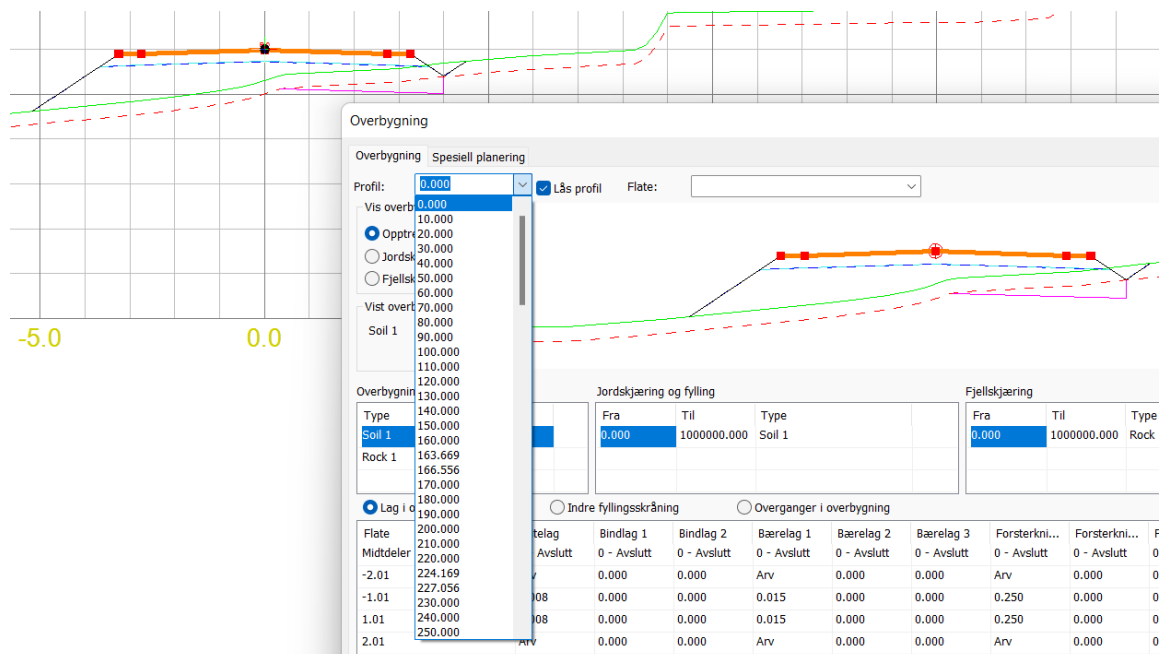 -5.0 0.0
Overbygning
Overbygning Spesiell planering
Profil: 0.000 Lås profil Flate:
Vis overb
Opptre
Jordsk
Fjellsk
Vist overb
Soil 1
0.000
10.000
20.000
30.000
40.000
50.000
60.000
70.000
80.000
90.000
100.000
110.000
120.000
130.000
140.000
150.000
160.000
163.669
166.556
170.000
180.000
190.000
200.000
210.000
220.000
224.169
227.056
230.000
240.000
250.000
Overbygnin Jordskjæring og fylling Fjellskjæring
Type Fra Til Type Fra Til Type
Soil 1 0.000 1000000.000 Soil 1 0.000 1000000.000 Rock
Rock 1
Lag i o Indre fyllingsskråning Overganger i overbygning
Flate telag Bindlag 1 Bindlag 2 Bærelag 1 Bærelag 2 Bærelag 3 Forsterkni... Forsterkni...
Midtdeler Avslutt 0 - Avslutt 0 - Avslutt 0 - Avslutt 0 - Avslutt 0 - Avslutt 0 - Avslutt 0 - Avslutt
-2.01 0.000 0.000 Arv 0.000 0.000 Arv 0.000
-1.01 008 0.000 0.000 0.015 0.000 0.000 0.250 0.000
1.01 008 0.000 0.000 0.015 0.000 0.000 0.250 0.000
2.01 Arv 0.000 0.000 Arv 0.000 0.000 Arv 0.000